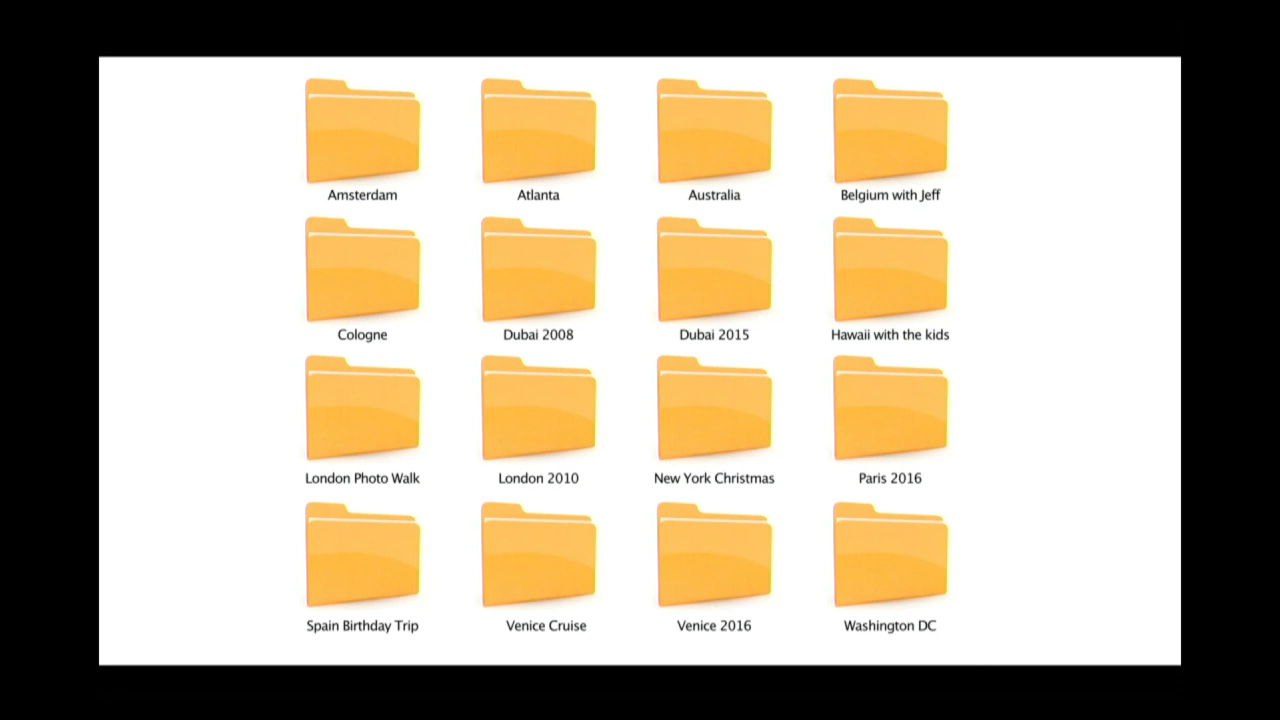 Amsterdam
Atlanta
Australia
Belgium with Jeff
Cologne
Dubai 2008
Dubai 2015
Hawaii with the kids
London Photo Walk
London 2010
New York Christmas
Paris 2016
Spain Birthday Trip
Venice Cruise
Venice 2016
Washington DC